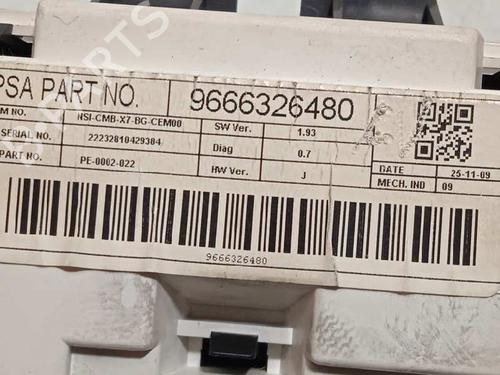 PSA PART NO. 9666326480
M NO. NSI-CMB-X7-BG-CEM00 SW Ver. 1.93
SERIAL NO. 22232810429384 Diag 0.7
PART NO. PE-0002-022 HW Ver. J
DATE 25-11-09
MECH. IND 09
9666326480